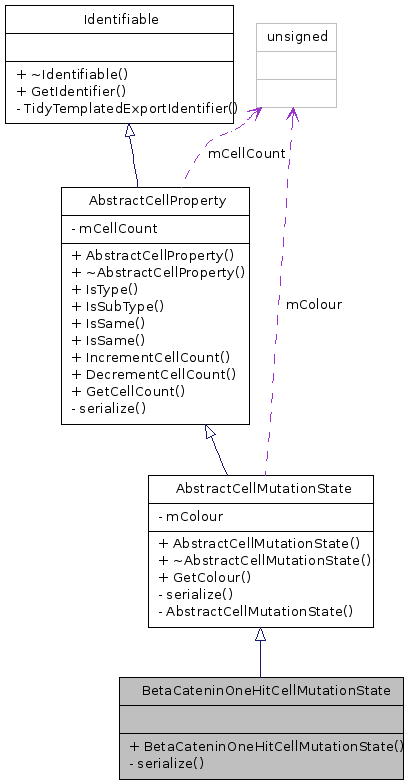 Identifiable
+ ~Identifiable()
+ GetIdentifier()
- TidyTemplatedExportIdentifier()
unsigned
mCellCount
AbstractCellProperty
- mCellCount
+ AbstractCellProperty()
+ ~AbstractCellProperty()
+ IsType()
+ IsSubType()
+ IsSame()
+ IsSame()
+ IncrementCellCount()
+ DecrementCellCount()
+ GetCellCount()
- serialize()
mColour
AbstractCellMutationState
- mColour
+ AbstractCellMutationState()
+ ~AbstractCellMutationState()
+ GetColour()
- serialize()
- AbstractCellMutationState()
BetaCateninOneHitCellMutationState
+ BetaCateninOneHitCellMutationState()
- serialize()